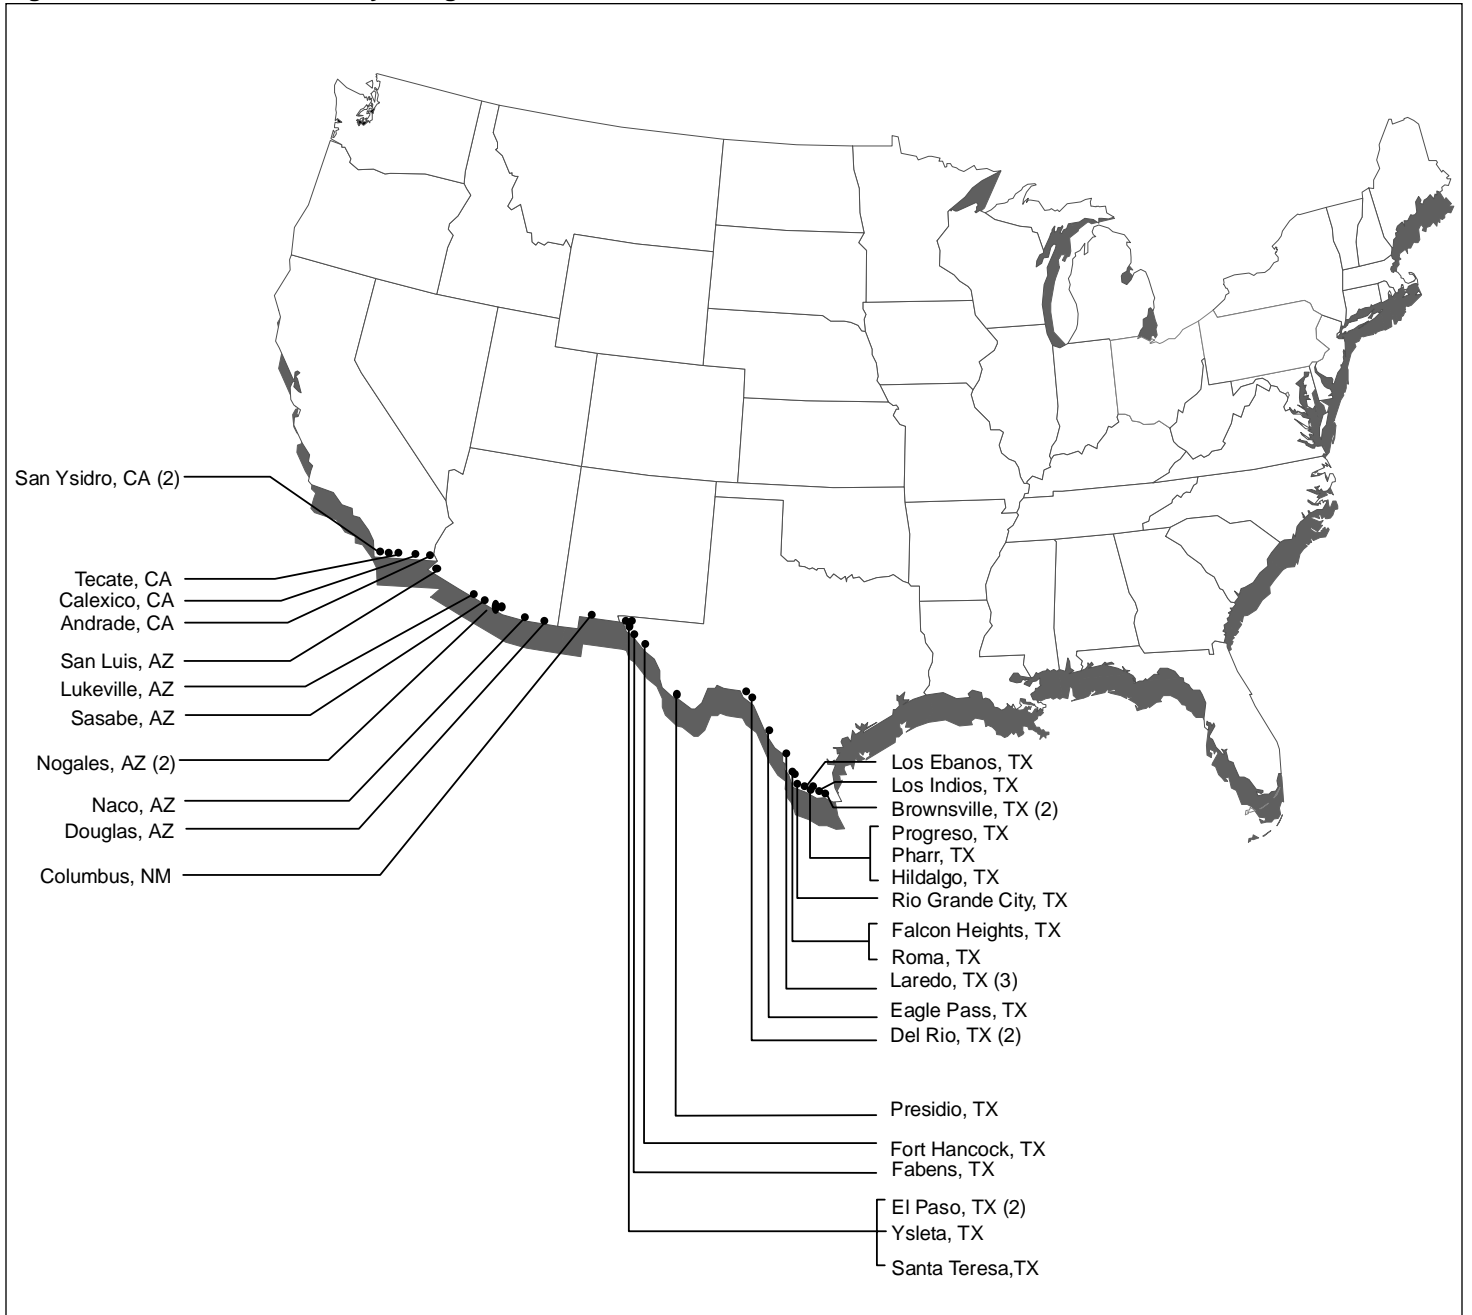 San Ysidro, CA (2)
Tecate, CA
Calexico, CA
Andrade, CA
San Luis, AZ
Lukeville, AZ
Sasabe, AZ
Nogales, AZ (2)
Naco, AZ
Douglas, AZ
Columbus, NM
Los Ebanos, TX
Los Indios, TX
Brownsville, TX (2)
Progreso, TX
Pharr, TX
Hildalgo, TX
Rio Grande City, TX
Falcon Heights, TX
Roma, TX
Laredo, TX (3)
Eagle Pass, TX
Del Rio, TX (2)
Presidio, TX
Fort Hancock, TX
Fabens, TX
El Paso, TX (2)
Ysleta, TX
Santa Teresa,TX